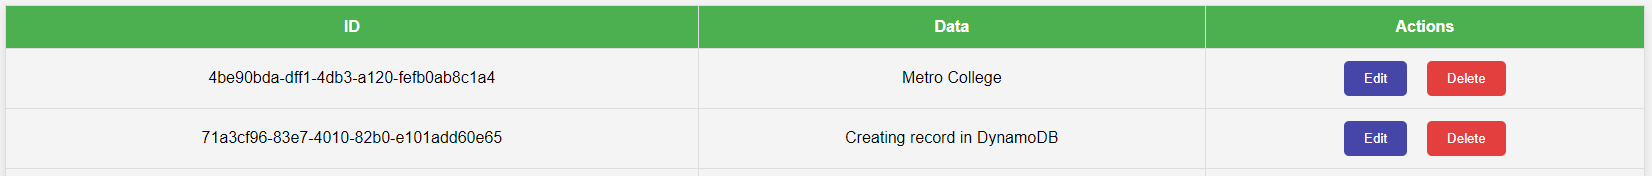 ID Data Actions
4be90bda-dff1-4db3-a120-fefb0ab8c1a4 Metro College Edit Delete
71a3cf96-83e7-4010-82b0-e101add60e65 Creating record in DynamoDB Edit Delete